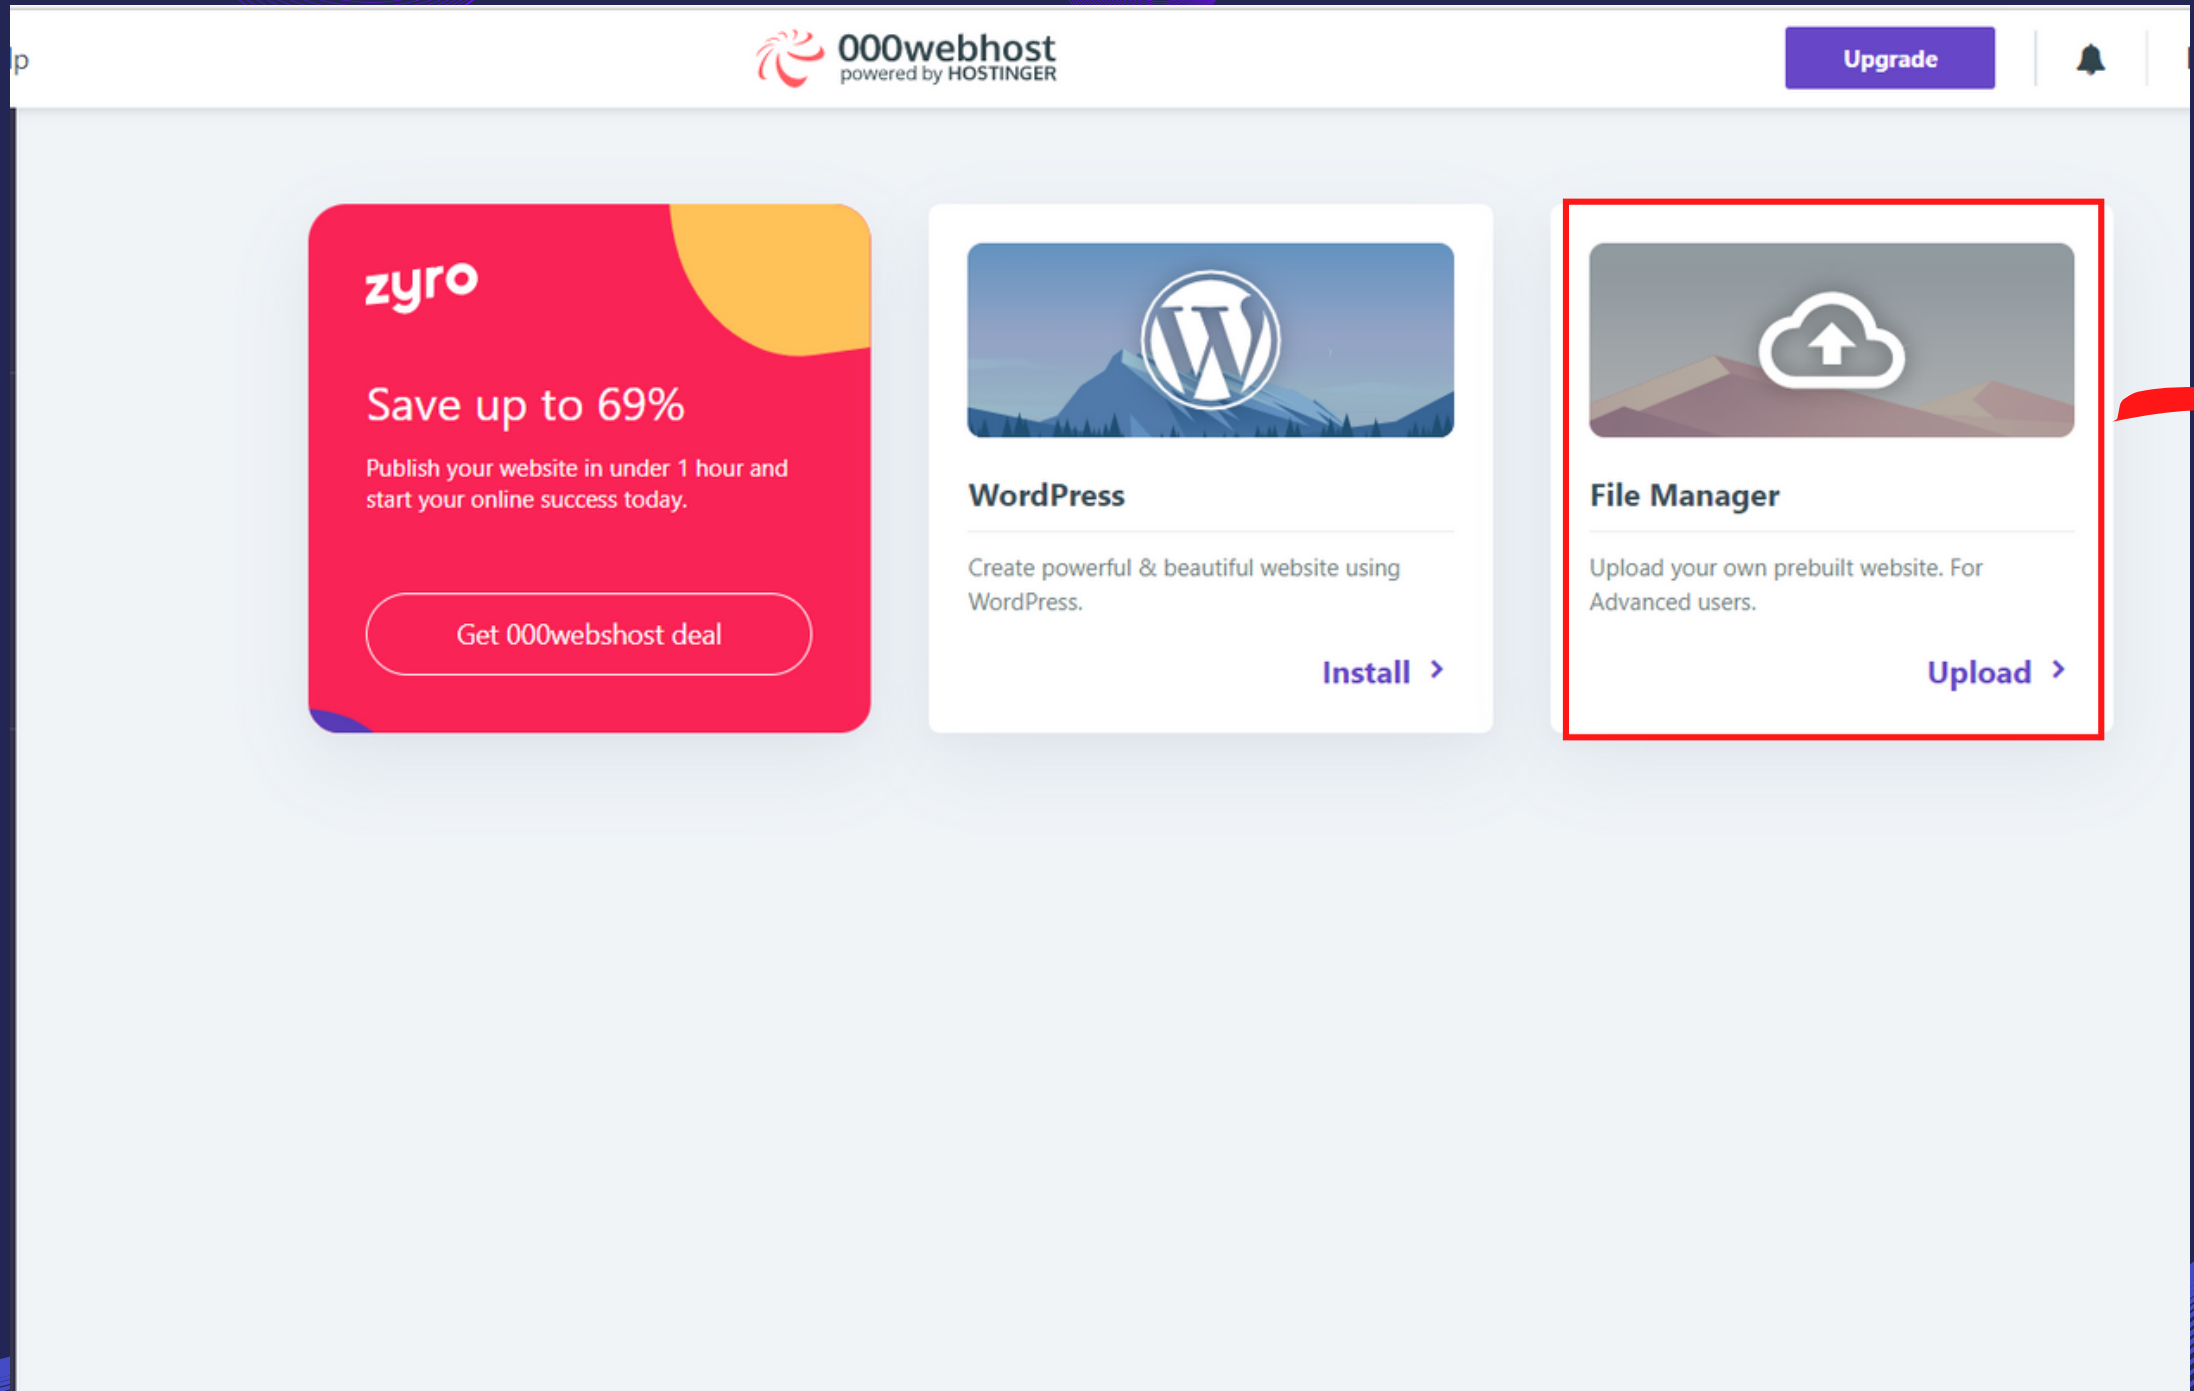 lp
000webhost
powered by HOSTINGER
Upgrade
zyro
Save up to 69%
Publish your website in under 1 hour and
start your online success today.
Get 000webshost deal
WordPress
Create powerful & beautiful website using
WordPress.
Install
File Manager
Upload your own prebuilt website. For
Advanced users.
Upload